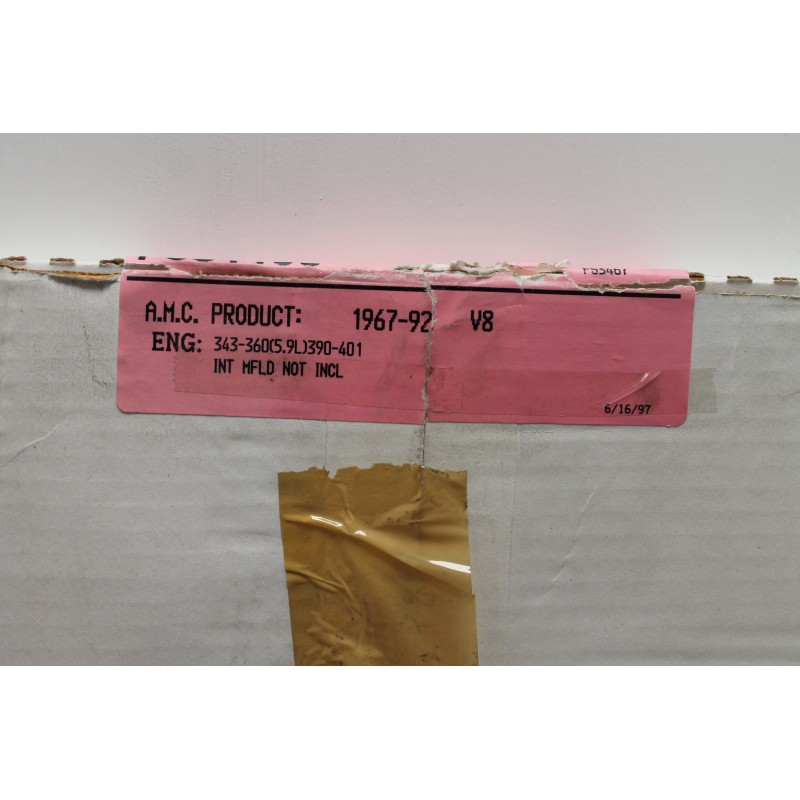 A.M.C. PRODUCT: 1967-92 V8
ENG: 343-360(5.9L)390-401
INT MFLD NOT INCL
6/16/97